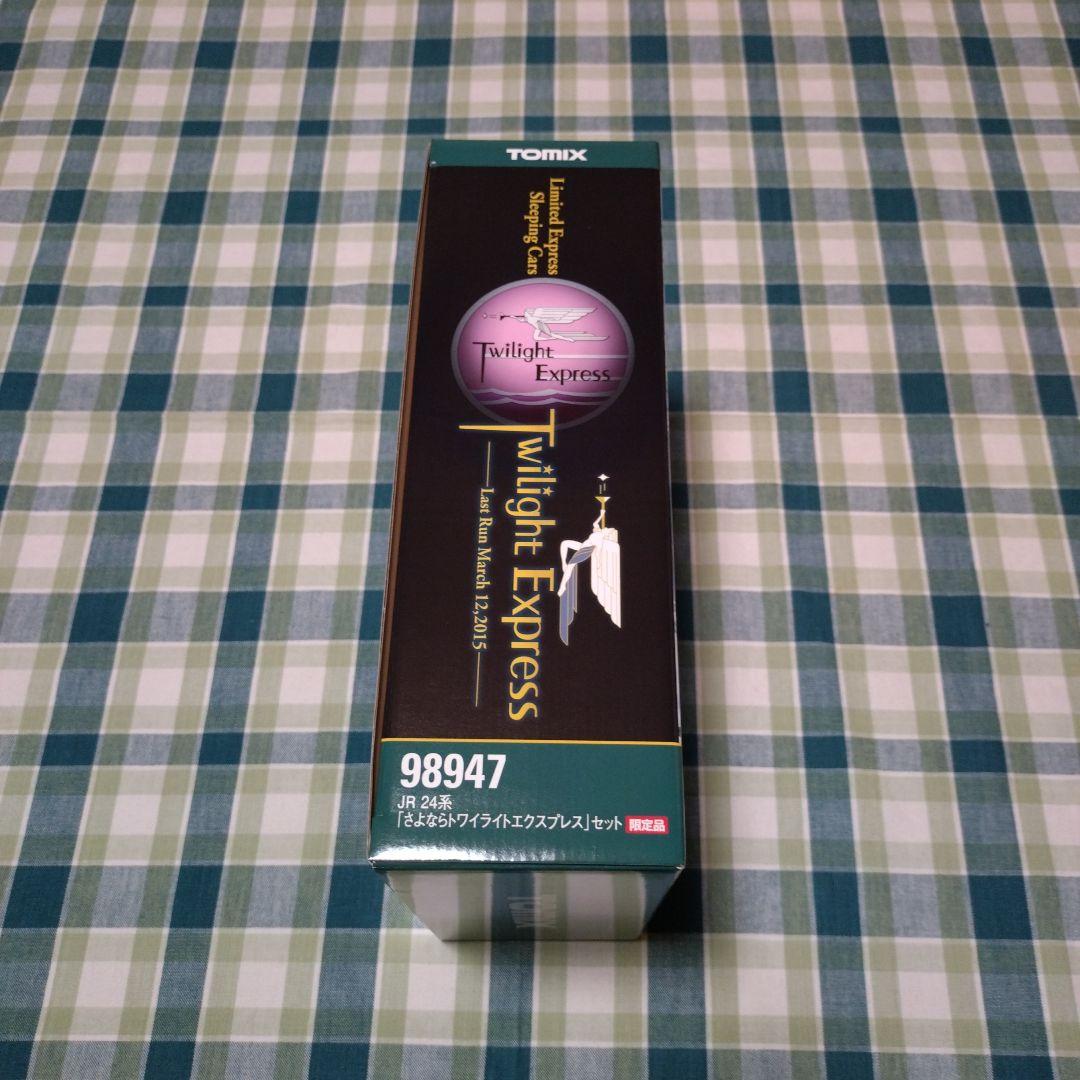 TOMIX
Limited Express
Sleeping Cars
Twilight
Express
Twilight Express
Last Run March 12,2015
98947
JR 24系
「さよならトワイライトエクスプレス」セット 限定品
TOMIX